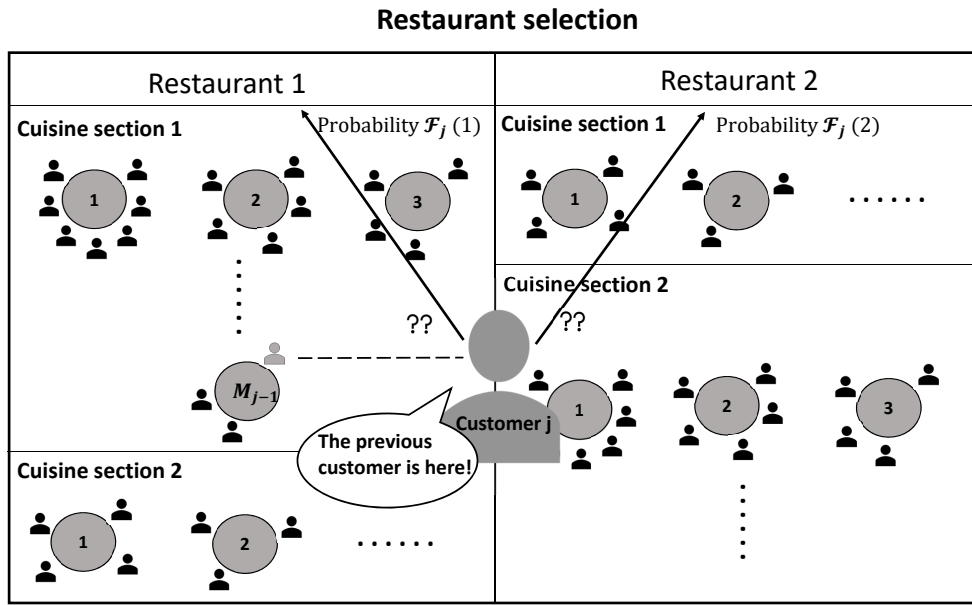 Restaurant selection
Restaurant 1
Restaurant 2
Cuisine section 1
Probability 𝓕ⱼ (1)
Cuisine section 1
Probability 𝓕ⱼ (2)
1
2
3
1
2
. . . . . .
Cuisine section 2
??
??
Mⱼ₋₁
1
2
3
Customer j
The previous
customer is here!
Cuisine section 2
1
2
. . . . . .